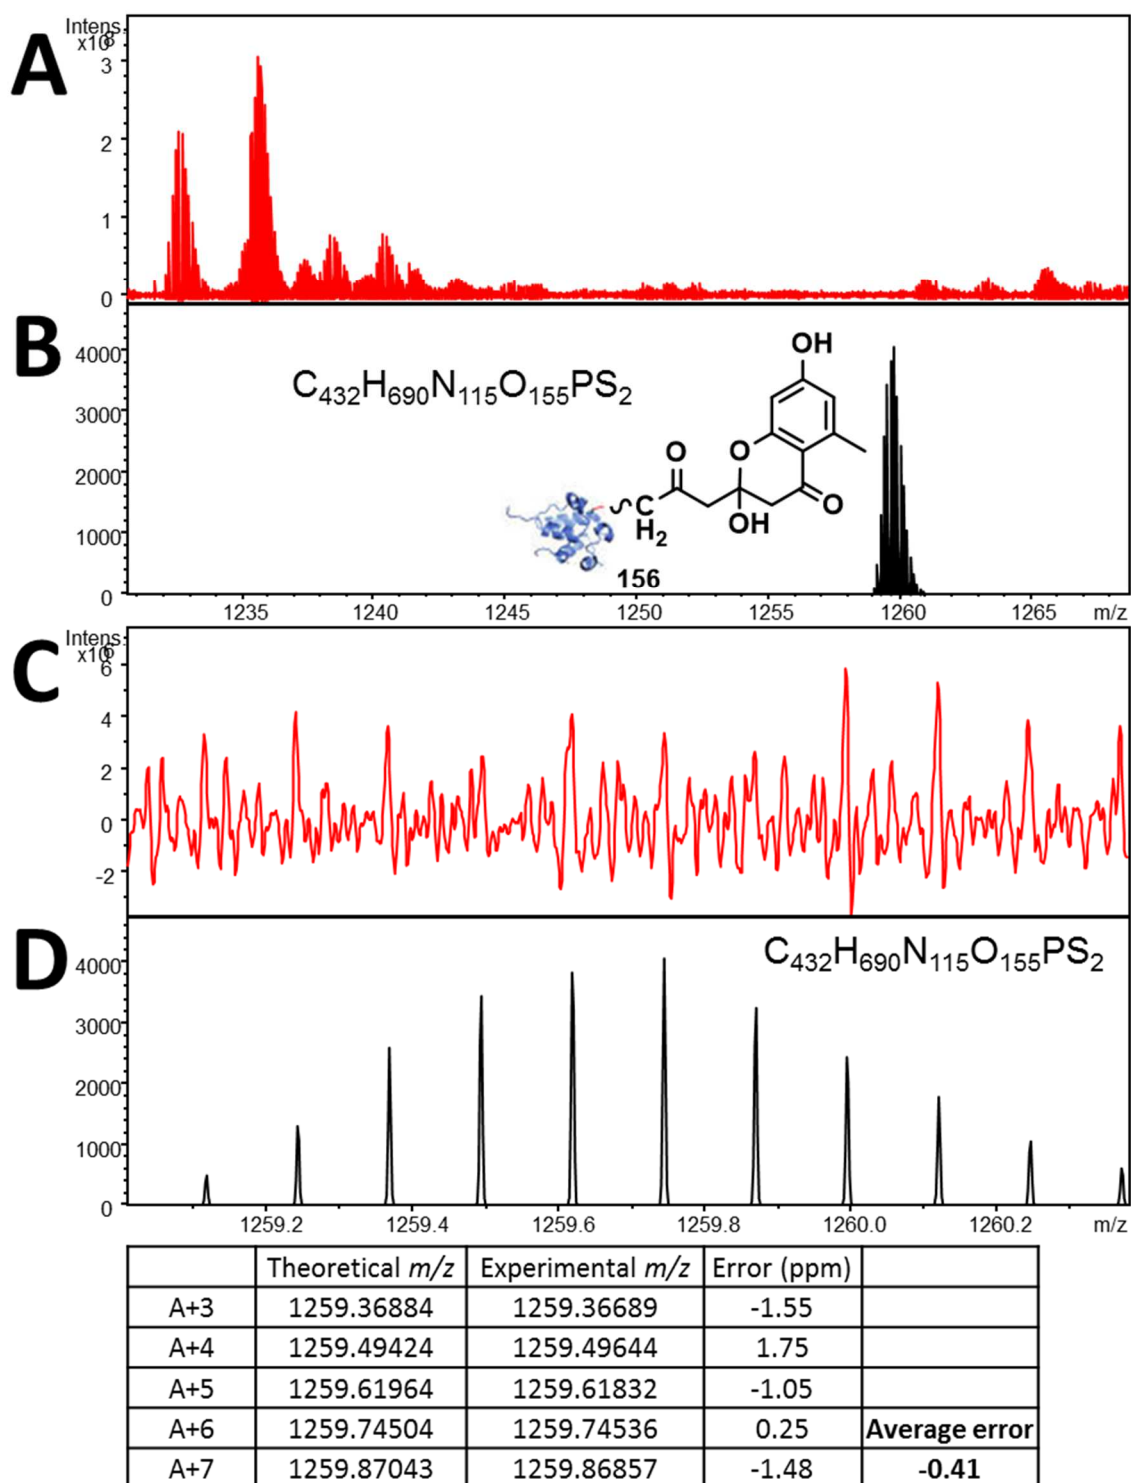 A
Intens.
x10⁸
3
2
1
0
B
4000
3000
2000
1000
0
C₄₃₂H₆₉₀N₁₁₅O₁₅₅PS₂
OH
O
O
O
C
H₂
OH
156
1235 1240 1245 1250 1255 1260 1265 m/z
C
Intens.
6
4
2
0
-2
D
4000
3000
2000
1000
0
C₄₃₂H₆₉₀N₁₁₅O₁₅₅PS₂
1259.2 1259.4 1259.6 1259.8 1260.0 1260.2 m/z
Theoretical m/z Experimental m/z Error (ppm)
A+3 1259.36884 1259.36689 -1.55
A+4 1259.49424 1259.49644 1.75
A+5 1259.61964 1259.61832 -1.05
A+6 1259.74504 1259.74536 0.25 Average error
A+7 1259.87043 1259.86857 -1.48 -0.41